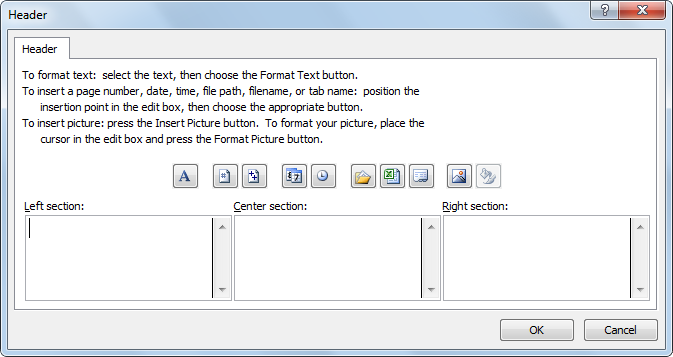 Header
Header
To format text:  select the text, then choose the Format Text button.
To insert a page number, date, time, file path, filename, or tab name:  position the
insertion point in the edit box, then choose the appropriate button.
To insert picture: press the Insert Picture button.  To format your picture, place the
cursor in the edit box and press the Format Picture button.
A
Left section:
Center section:
Right section:
OK
Cancel